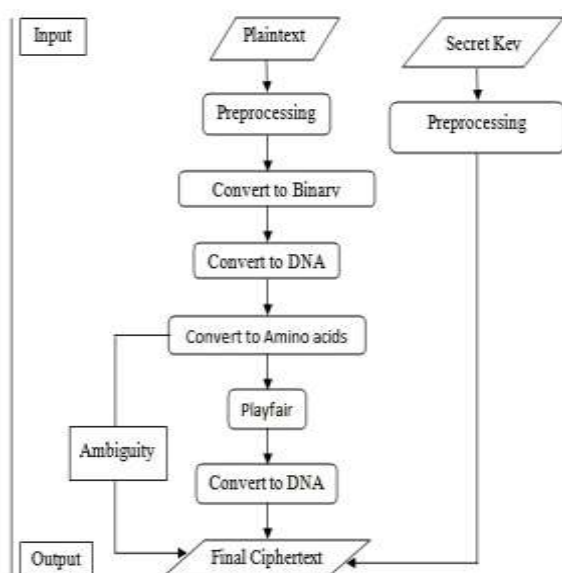 Input
Plaintext
Secret Key
Preprocessing
Preprocessing
Convert to Binary
Convert to DNA
Convert to Amino acids
Playfair
Ambiguity
Convert to DNA
Output
Final Ciphertext